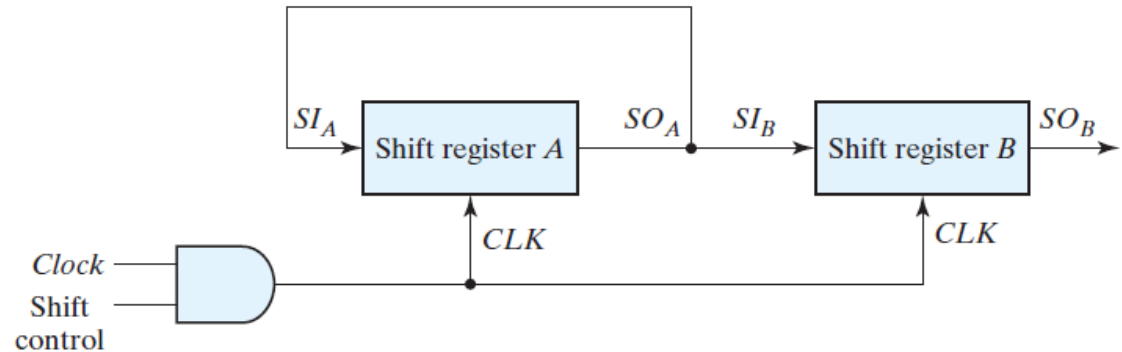 SI_A
Shift register A
SO_A
SI_B
Shift register B
SO_B
CLK
CLK
Clock
Shift
control